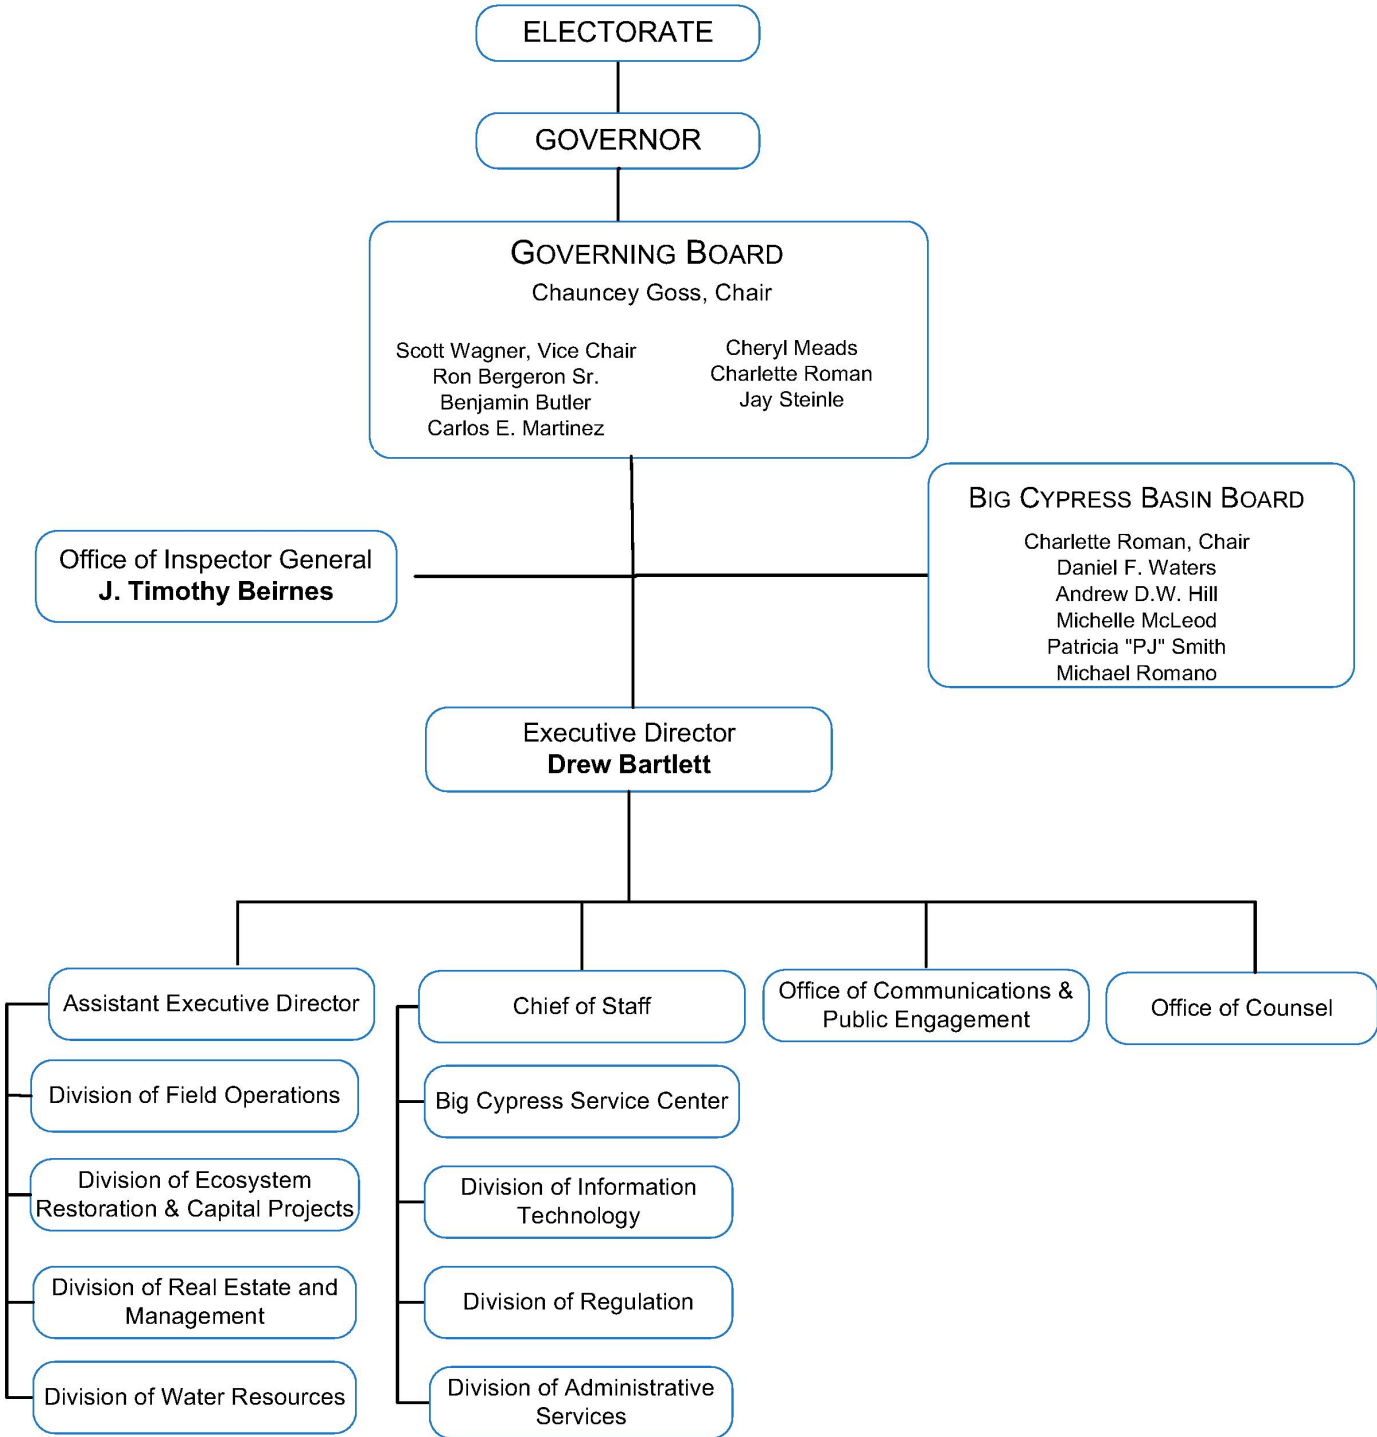 ELECTORATE
GOVERNOR
GOVERNING BOARD
Chauncey Goss, Chair
Scott Wagner, Vice Chair
Ron Bergeron Sr.
Benjamin Butler
Carlos E. Martinez
Cheryl Meads
Charlette Roman
Jay Steinle
BIG CYPRESS BASIN BOARD
Charlette Roman, Chair
Daniel F. Waters
Andrew D.W. Hill
Michelle McLeod
Patricia "PJ" Smith
Michael Romano
Office of Inspector General
J. Timothy Beirnes
Executive Director
Drew Bartlett
Assistant Executive Director
Division of Field Operations
Division of Ecosystem
Restoration & Capital Projects
Division of Real Estate and
Management
Division of Water Resources
Chief of Staff
Big Cypress Service Center
Division of Information
Technology
Division of Regulation
Division of Administrative
Services
Office of Communications &
Public Engagement
Office of Counsel